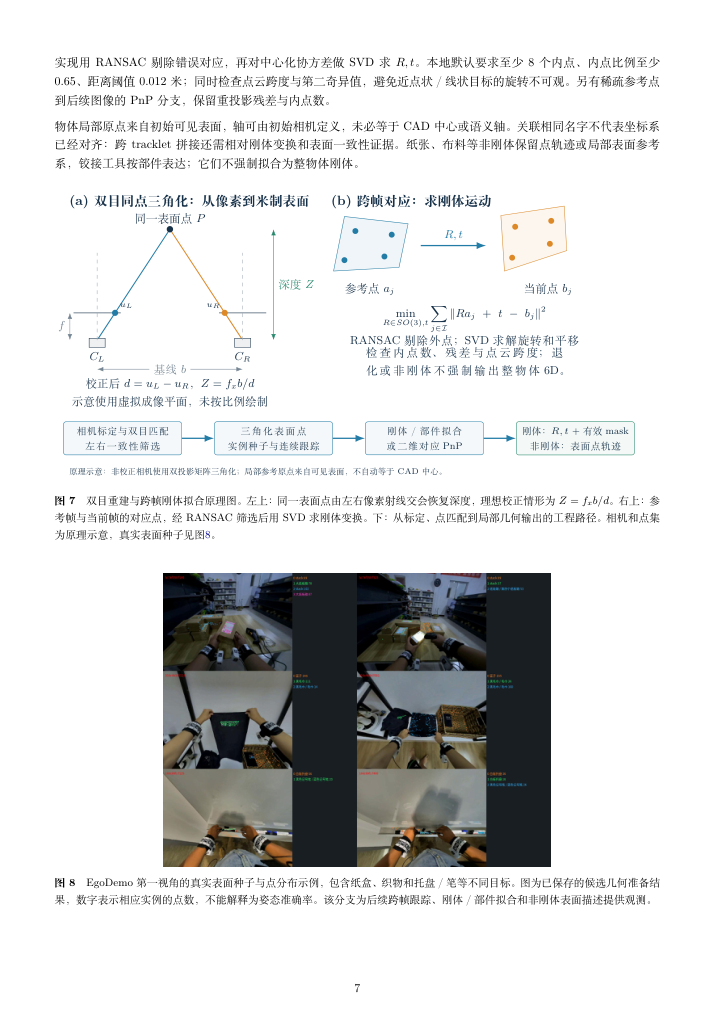 实现用 RANSAC 剔除错误对应，再对中心化协方差做 SVD 求 R, t。本地默认要求至少 8 个内点、内点比例至少
0.65、距离阈值 0.012 米；同时检查点云跨度与第二奇异值，避免近点状 / 线状目标的旋转不可观。另有稀疏参考点
到后续图像的 PnP 分支，保留重投影残差与内点数。
物体局部原点来自初始可见表面，轴可由初始相机定义，未必等于 CAD 中心或语义轴。关联相同名字不代表坐标系
已经对齐：跨 tracklet 拼接还需相对刚体变换和表面一致性证据。纸张、布料等非刚体保留点轨迹或局部表面参考
系，铰接工具按部件表达；它们不强制拟合为整物体刚体。
(a) 双目同点三角化：从像素到米制表面
同一表面点 P
深度 Z
u_L
u_R
f
C_L
C_R
基线 b
校正后 d = u_L − u_R，Z = f_x b/d
示意使用虚拟成像平面，未按比例绘制
(b) 跨帧对应：求刚体运动
R, t
参考点 a_j
当前点 b_j
min_{R∈SO(3),t} ∑_{j∈I} ‖Ra_j + t − b_j‖²
RANSAC 剔除外点；SVD 求解旋转和平移
检查内点数、残差与点云跨度；退
化或非刚体不强制输出整物体 6D。
相机标定与双目匹配
左右一致性筛选
三角化表面点
实例种子与连续跟踪
刚体 / 部件拟合
或二维对应 PnP
刚体：R, t + 有效 mask
非刚体：表面点轨迹
原理示意：非校正相机使用双投影矩阵三角化；局部参考原点来自可见表面，不自动等于 CAD 中心。
图 7 双目重建与跨帧刚体拟合原理图。左上：同一表面点由左右像素射线交会恢复深度，理想校正情形为 Z = f_x b/d。右上：参
考帧与当前帧的对应点，经 RANSAC 筛选后用 SVD 求刚体变换。下：从标定、点匹配到局部几何输出的工程路径。相机和点集
为原理示意，真实表面种子见图8。
图 8 EgoDemo 第一视角的真实表面种子与点分布示例，包含纸盒、织物和托盘 / 笔等不同目标。图为已保存的候选几何准备结
果，数字表示相应实例的点数，不能解释为姿态准确率。该分支为后续跨帧跟踪、刚体 / 部件拟合和非刚体表面描述提供观测。
7